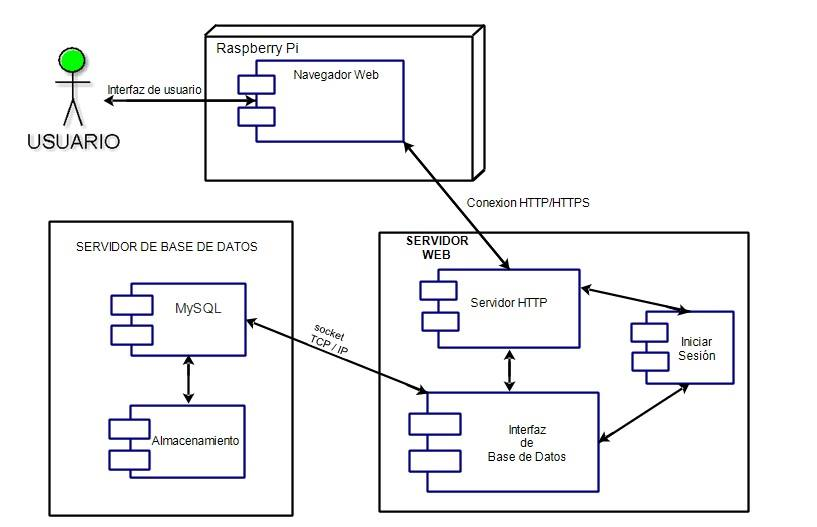 Raspberry Pi
Navegador Web
Interfaz de usuario
USUARIO
Conexion HTTP/HTTPS
SERVIDOR DE BASE DE DATOS
SERVIDOR
WEB
MySQL
Servidor HTTP
socket
TCP / IP
Iniciar
Sesión
Almacenamiento
Interfaz
de
Base de Datos